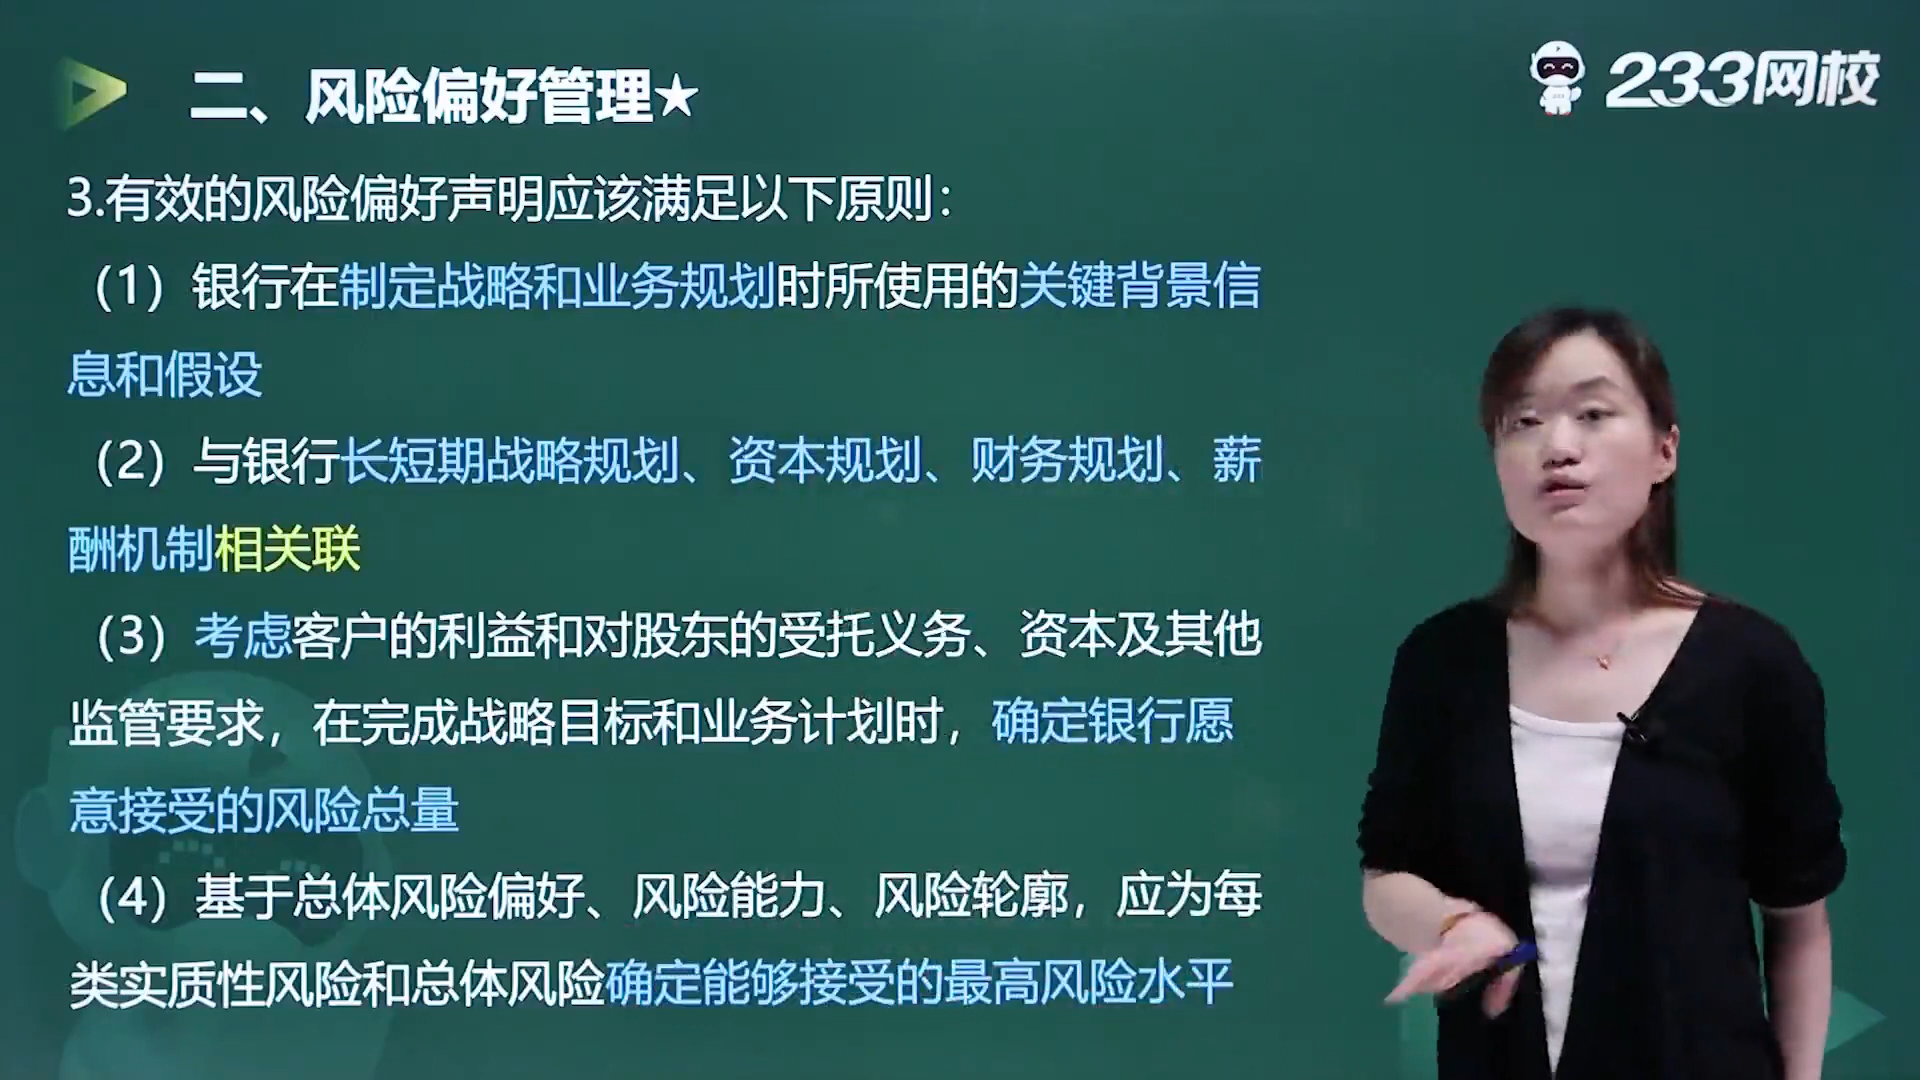 二、风险偏好管理★
233网校
3.有效的风险偏好声明应该满足以下原则：
（1）银行在制定战略和业务规划时所使用的关键背景信
息和假设
（2）与银行长短期战略规划、资本规划、财务规划、薪
酬机制相关联
（3）考虑客户的利益和对股东的受托义务、资本及其他
监管要求，在完成战略目标和业务计划时，确定银行愿
意接受的风险总量
（4）基于总体风险偏好、风险能力、风险轮廓，应为每
类实质性风险和总体风险确定能够接受的最高风险水平